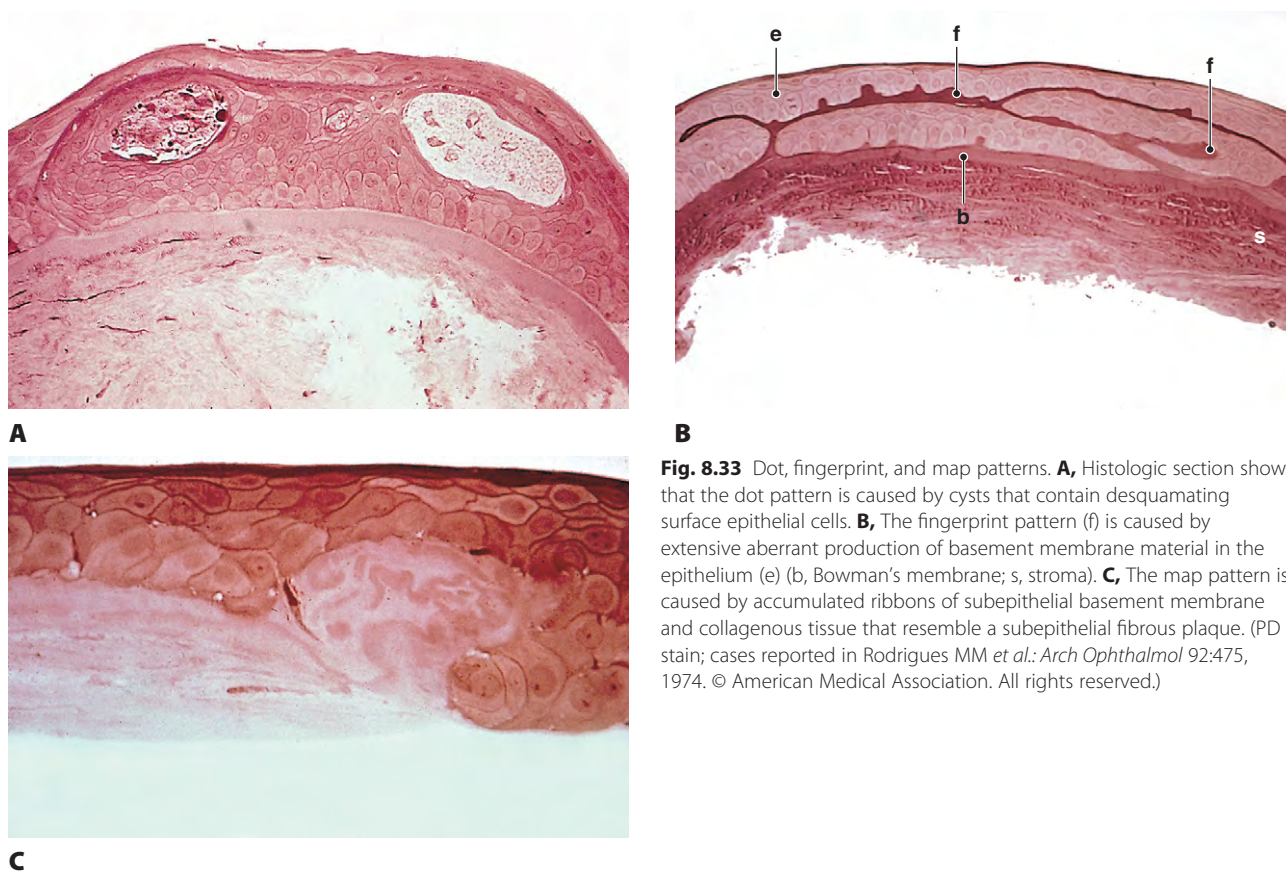 e
f
f
b
s
A
B
C
Fig. 8.33 Dot, fingerprint, and map patterns. A, Histologic section show
that the dot pattern is caused by cysts that contain desquamating
surface epithelial cells. B, The fingerprint pattern (f) is caused by
extensive aberrant production of basement membrane material in the
epithelium (e) (b, Bowman's membrane; s, stroma). C, The map pattern is
caused by accumulated ribbons of subepithelial basement membrane
and collagenous tissue that resemble a subepithelial fibrous plaque. (PD
stain; cases reported in Rodrigues MM et al.: Arch Ophthalmol 92:475,
1974. © American Medical Association. All rights reserved.)